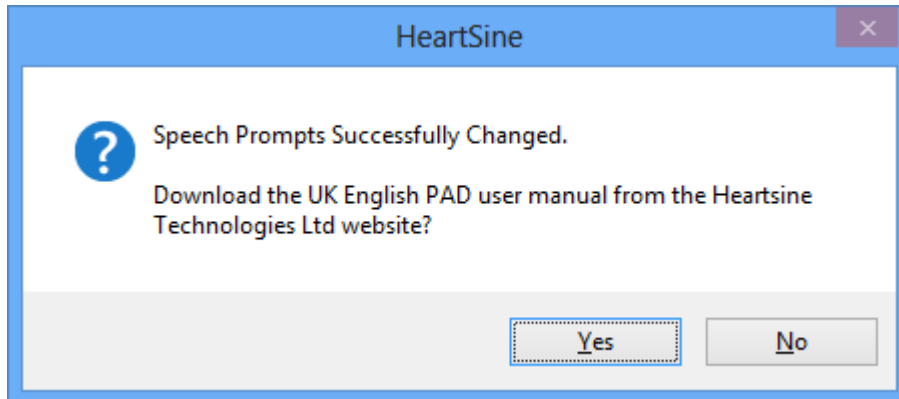 HeartSine
Speech Prompts Successfully Changed.
Download the UK English PAD user manual from the Heartsine
Technologies Ltd website?
Yes
No